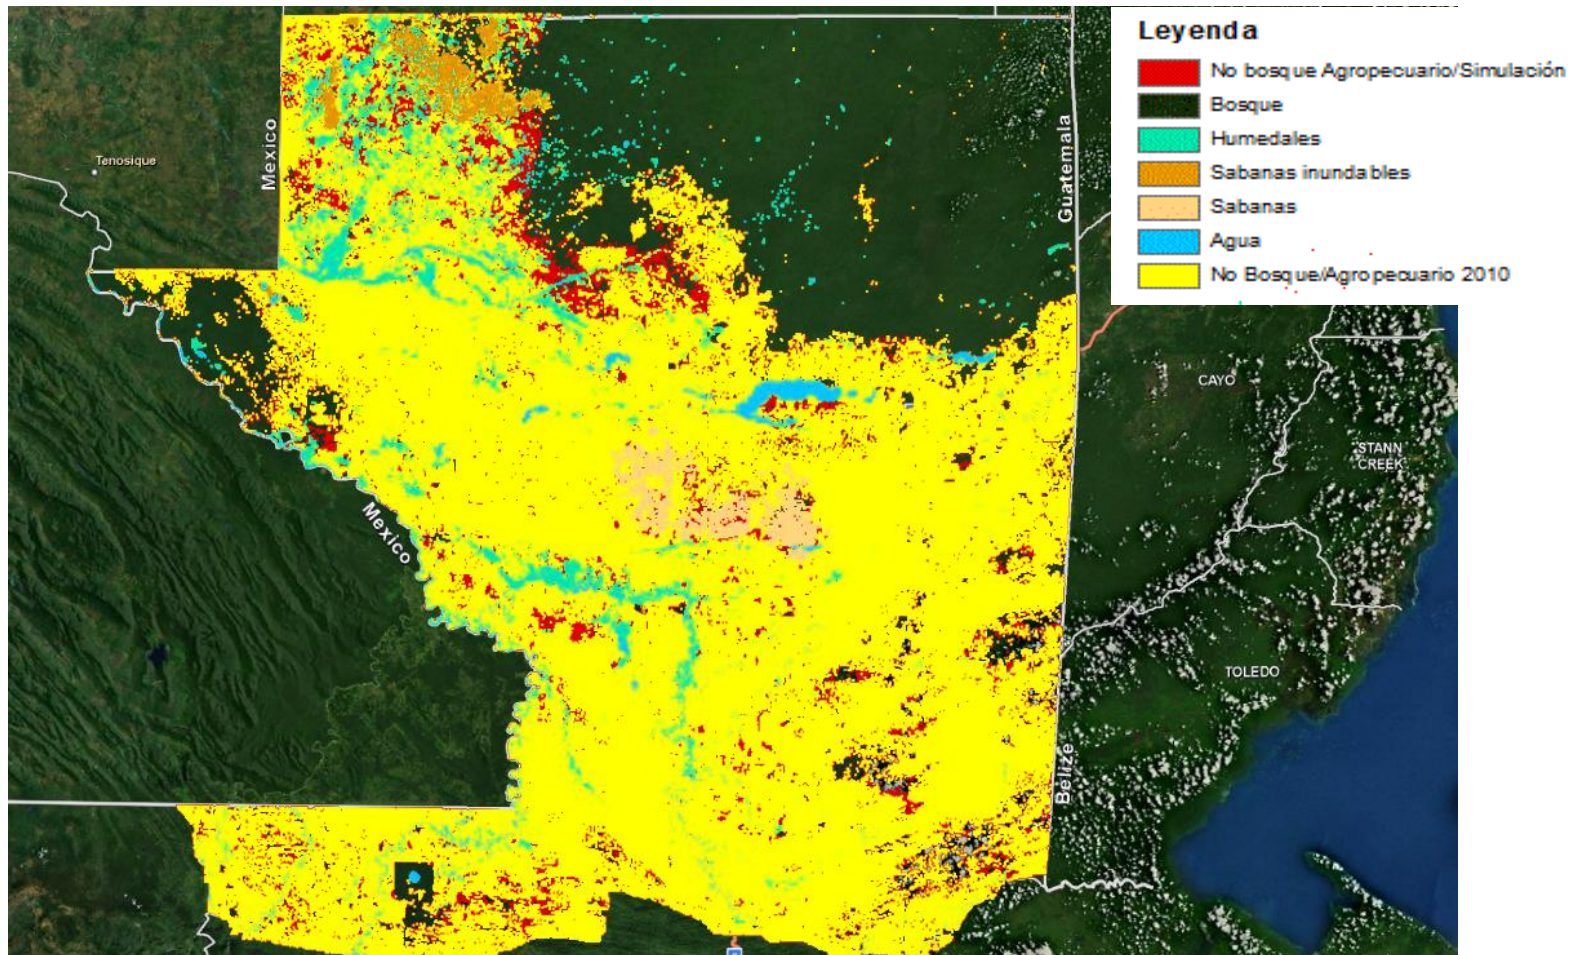 Leyenda
No bosque Agropecuario/Simulación
Bosque
Humedales
Sabanas inundables
Sabanas
Agua
No Bosque/Agropecuario 2010
Tenosique
Mexico
Guatemala
CAYO
STANN
CREEK
Mexico
TOLEDO
Belize